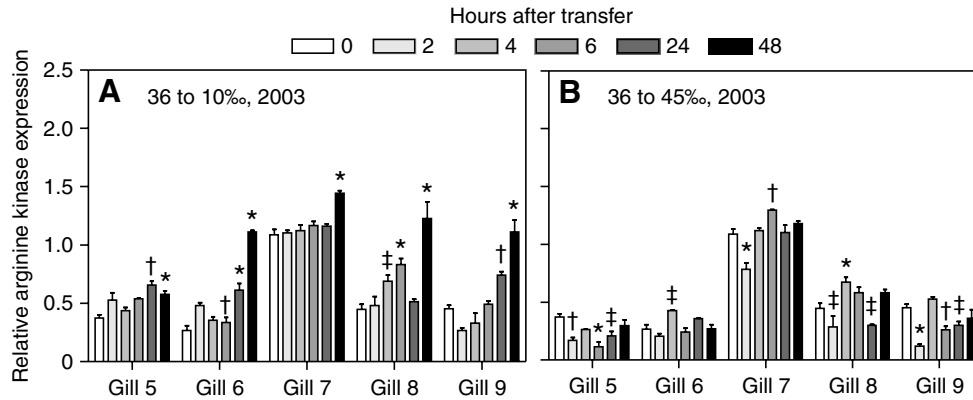 Hours after transfer
0 2 4 6 24 48
Relative arginine kinase expression
2.5
2.0
1.5
1.0
0.5
0
A 36 to 10‰, 2003
† * * † * * ‡ * * † *
Gill 5 Gill 6 Gill 7 Gill 8 Gill 9
B 36 to 45‰, 2003
† * ‡ ‡ * † ‡ * ‡ * † ‡
Gill 5 Gill 6 Gill 7 Gill 8 Gill 9